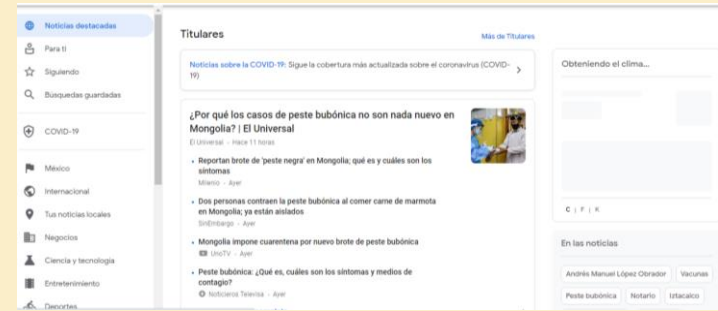 Noticias destacadas
Para ti
Siguiendo
Búsquedas guardadas
COVID-19
México
Internacional
Tus noticias locales
Negocios
Ciencia y tecnología
Entretenimiento
Deportes
Titulares
Más de Titulares
Noticias sobre la COVID-19: Sigue la cobertura más actualizada sobre el coronavirus (COVID-
19)
¿Por qué los casos de peste bubónica no son nada nuevo en
Mongolia? | El Universal
El Universal - Hace 11 horas
• Reportan brote de 'peste negra' en Mongolia; qué es y cuáles son los
síntomas
Milenio - Ayer
• Dos personas contraen la peste bubónica al comer carne de marmota
en Mongolia; ya están aislados
SinEmbargo - Ayer
• Mongolia impone cuarentena por nuevo brote de peste bubónica
UnoTV - Ayer
• Peste bubónica: ¿Qué es, cuáles son los síntomas y medios de
contagio?
Noticieros Televisa - Ayer
Obteniendo el clima...
C | F | K
En las noticias
Andrés Manuel López Obrador
Vacunas
Peste bubónica
Notario
Iztacalco